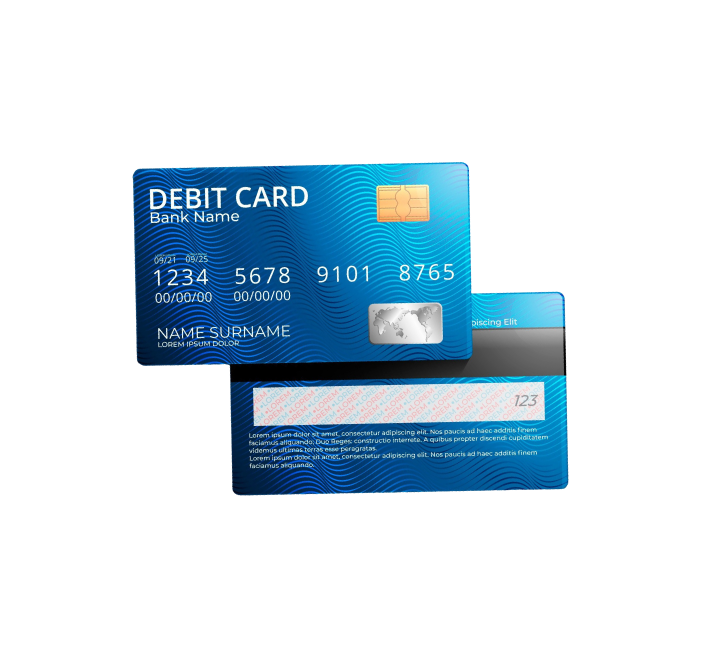 DEBIT CARD
Bank Name
09/21 09/25
1234 5678 9101 8765
00/00/00 00/00/00
NAME SURNAME
LOREM IPSUM DOLOR
piscing Elit
123
Lorem ipsum dolor sit amet, consectetur adipiscing elit. Nos paucis ad haec additis finem
faciamus aliquando; Duo Reges: constructio interrete. A quibus propter discendi cupiditatem
videmus ultimas terras esse peragratas.
Lorem ipsum dolor sit amet, consectetur adipiscing elit. Nos paucis ad haec additis finem
faciamus aliquando.